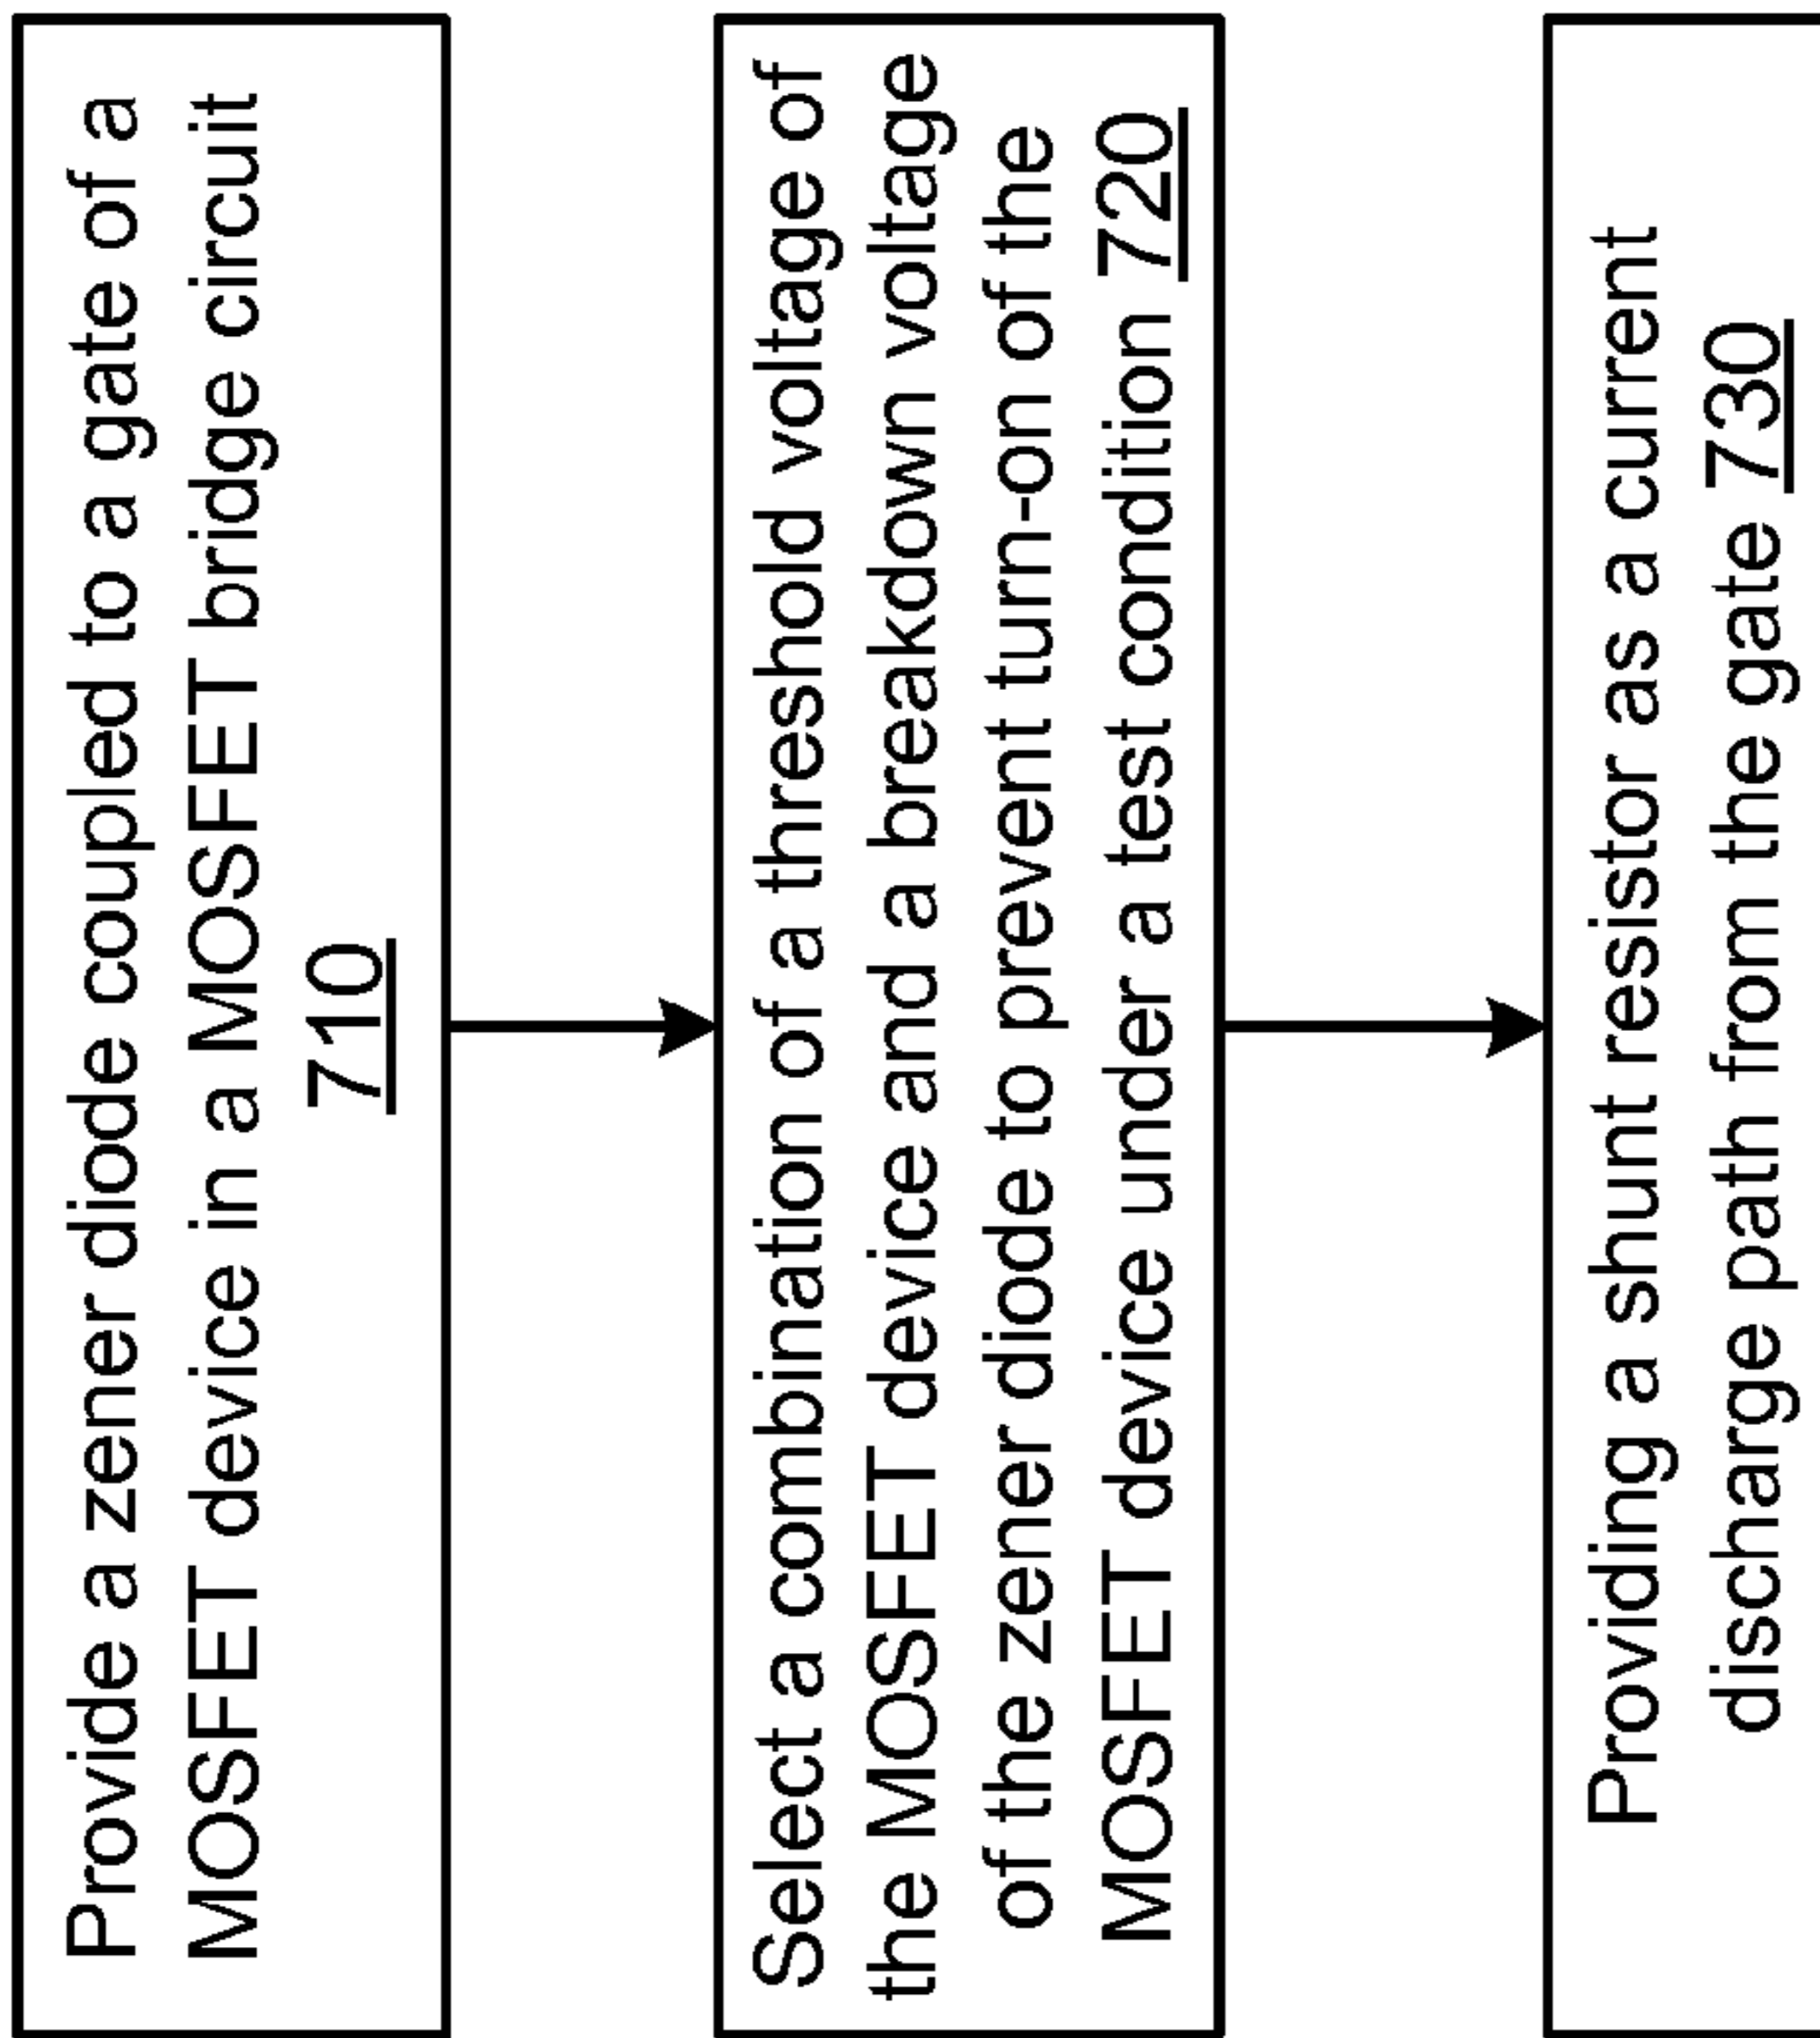 Provide a zener diode coupled to a gate of a
MOSFET device in a MOSFET bridge circuit
710
Select a combination of a threshold voltage of
the MOSFET device and a breakdown voltage
of the zener diode to prevent turn-on of the
MOSFET device under a test condition 720
Providing a shunt resistor as a current
discharge path from the gate 730